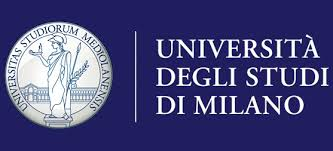 UNIVERSITAS STUDIORUM MEDIOLANENSIS
UNIVERSITÀ
DEGLI STUDI
DI MILANO